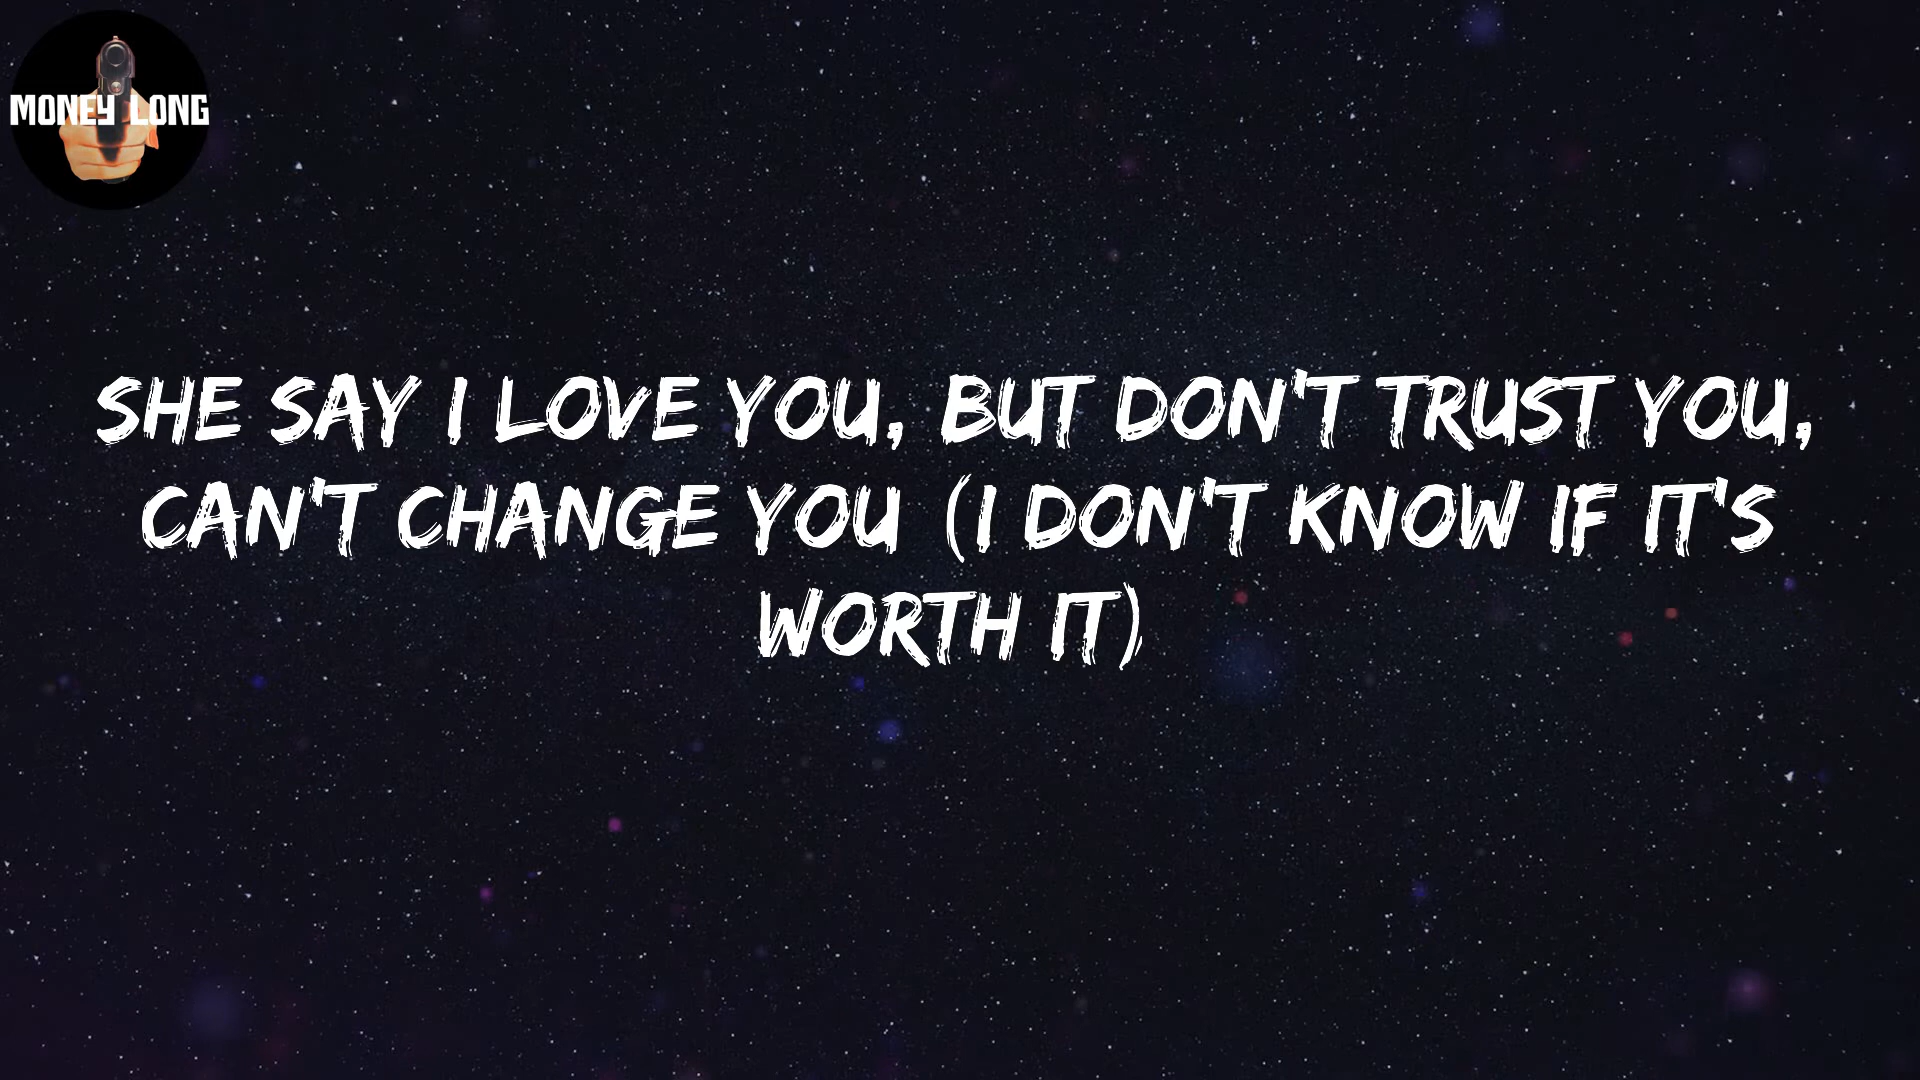 MONEY LONG
SHE SAY I LOVE YOU, BUT DON'T TRUST YOU,
CAN'T CHANGE YOU (I DON'T KNOW IF IT'S
WORTH IT)